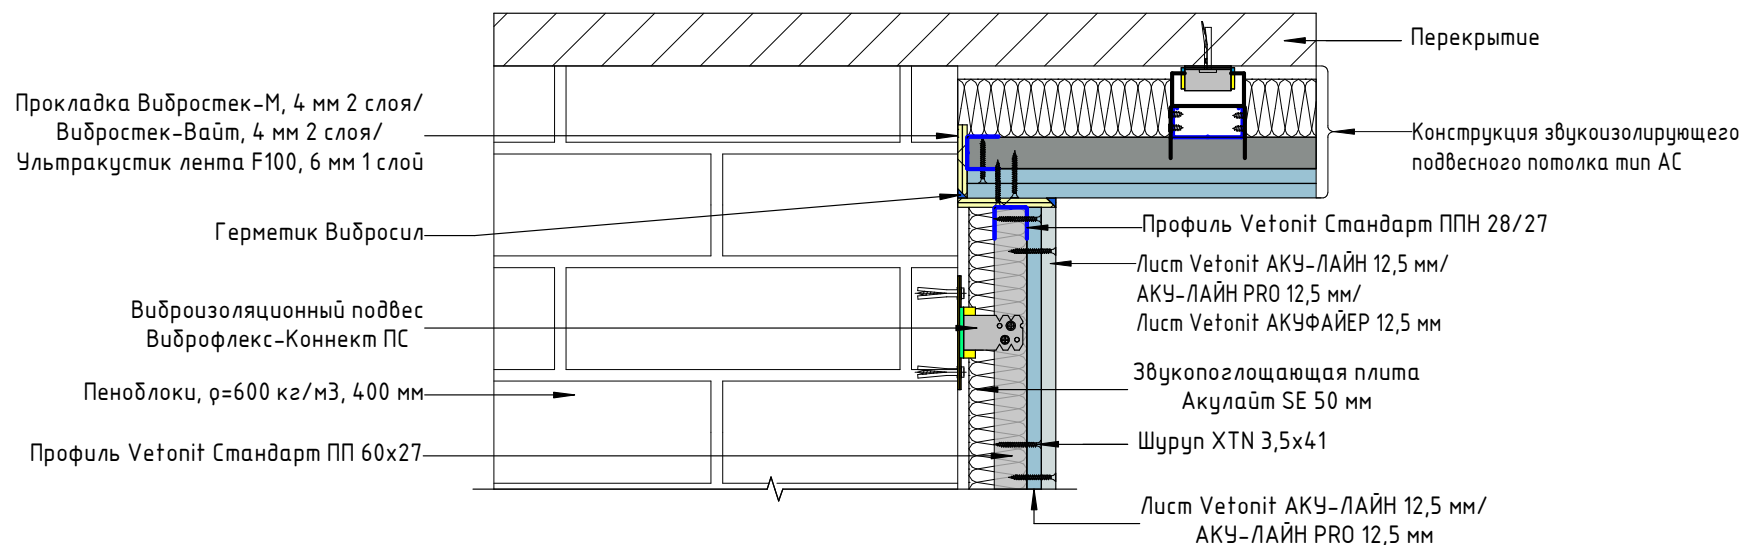 Перекрытие
Прокладка Вибростек-М, 4 мм 2 слоя/
Вибростек-Вайт, 4 мм 2 слоя/
Ультракустик лента F100, 6 мм 1 слой
Конструкция звукоизолирующего
подвесного потолка тип АС
Герметик Вибросил
Профиль Vetonit Стандарт ППН 28/27
Лист Vetonit АКУ-ЛАЙН 12,5 мм/
АКУ-ЛАЙН PRO 12,5 мм/
Лист Vetonit АКУФАЙЕР 12,5 мм
Виброизоляционный подвес
Виброфлекс-Коннект ПС
Звукопоглощающая плита
Акулайт SE 50 мм
Пеноблоки, ρ=600 кг/м3, 400 мм
Шуруп XTN 3,5х41
Профиль Vetonit Стандарт ПП 60х27
Лист Vetonit АКУ-ЛАЙН 12,5 мм/
АКУ-ЛАЙН PRO 12,5 мм